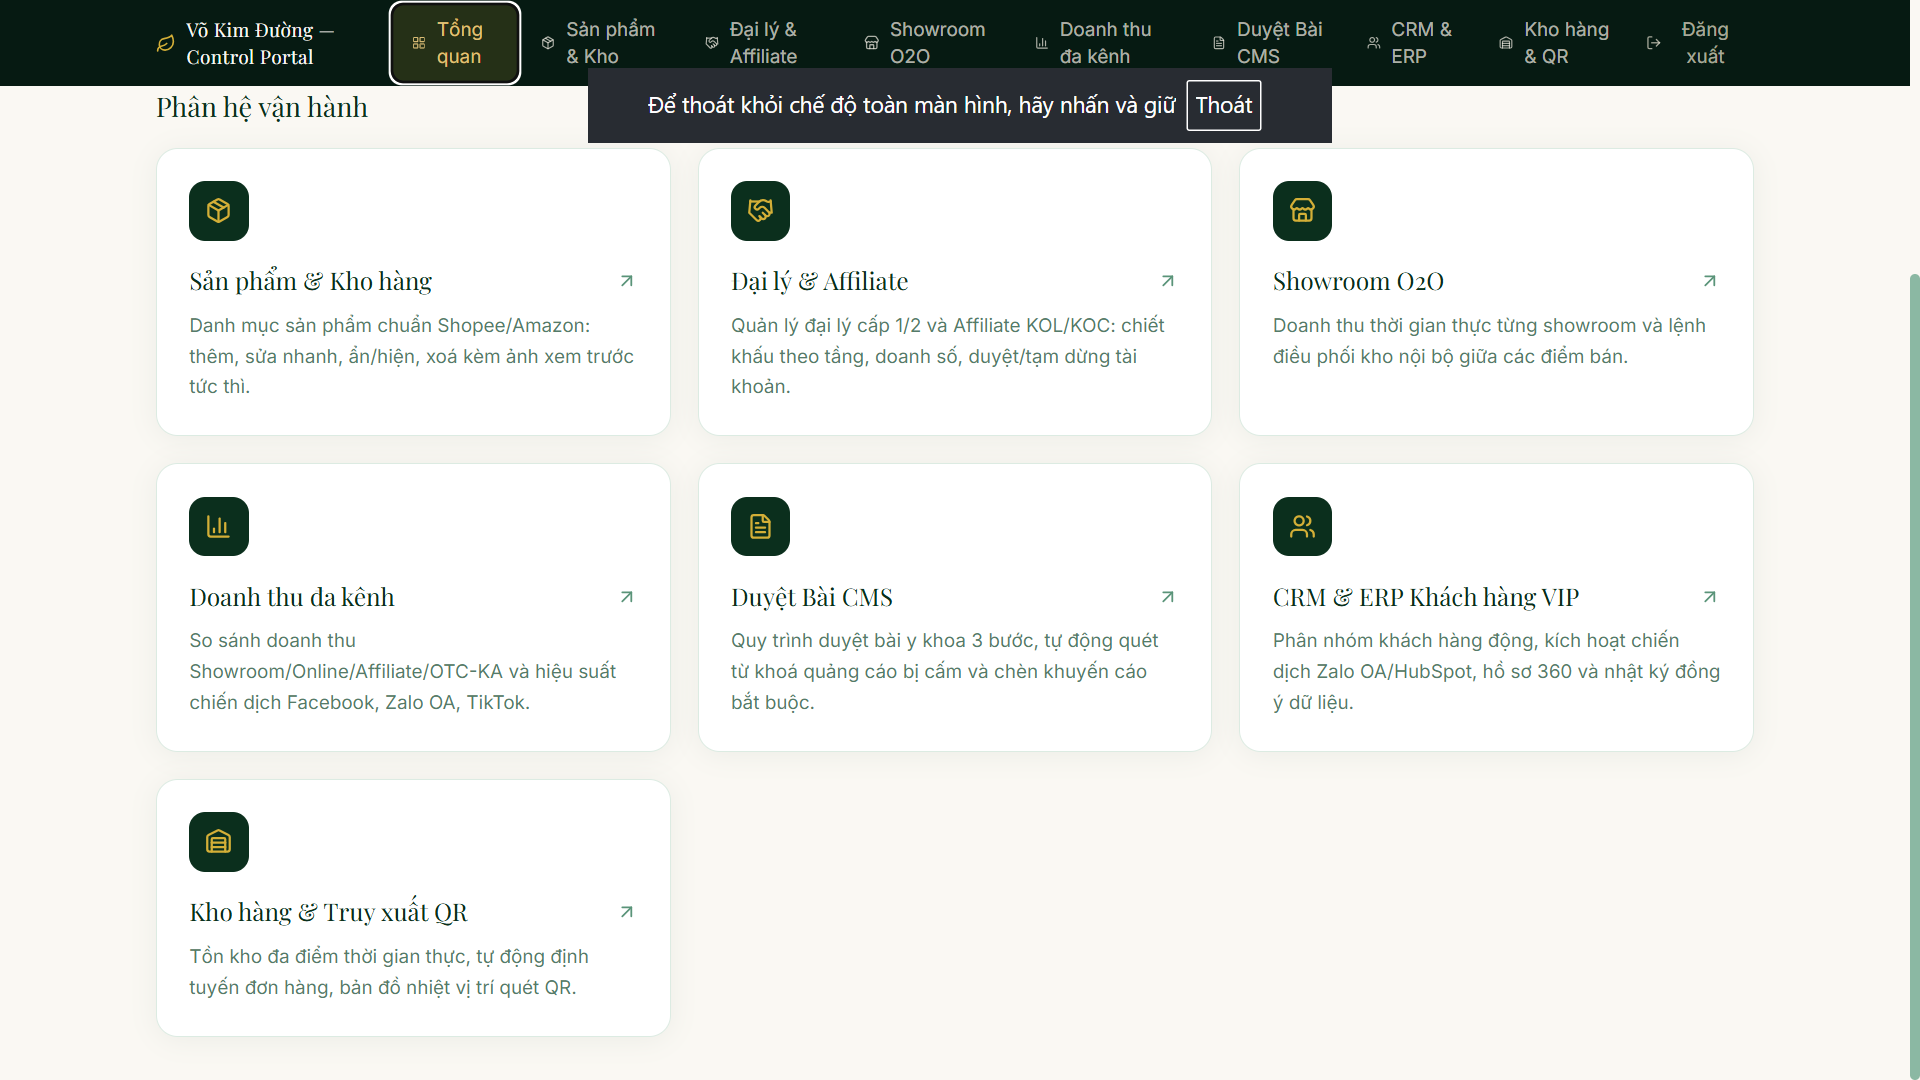 Võ Kim Đường —
Control Portal
Tổng
quan
Sản phẩm
& Kho
Đại lý &
Affiliate
Showroom
O2O
Doanh thu
đa kênh
Duyệt Bài
CMS
CRM &
ERP
Kho hàng
& QR
Đăng
xuất
Để thoát khỏi chế độ toàn màn hình, hãy nhấn và giữ Thoát
Phân hệ vận hành
Sản phẩm & Kho hàng
Danh mục sản phẩm chuẩn Shopee/Amazon:
thêm, sửa nhanh, ẩn/hiện, xoá kèm ảnh xem trước
tức thì.
Đại lý & Affiliate
Quản lý đại lý cấp 1/2 và Affiliate KOL/KOC: chiết
khấu theo tầng, doanh số, duyệt/tạm dừng tài
khoản.
Showroom O2O
Doanh thu thời gian thực từng showroom và lệnh
điều phối kho nội bộ giữa các điểm bán.
Doanh thu đa kênh
So sánh doanh thu
Showroom/Online/Affiliate/OTC-KA và hiệu suất
chiến dịch Facebook, Zalo OA, TikTok.
Duyệt Bài CMS
Quy trình duyệt bài y khoa 3 bước, tự động quét
từ khoá quảng cáo bị cấm và chèn khuyến cáo
bắt buộc.
CRM & ERP Khách hàng VIP
Phân nhóm khách hàng động, kích hoạt chiến
dịch Zalo OA/HubSpot, hồ sơ 360 và nhật ký đồng
ý dữ liệu.
Kho hàng & Truy xuất QR
Tồn kho đa điểm thời gian thực, tự động định
tuyến đơn hàng, bản đồ nhiệt vị trí quét QR.